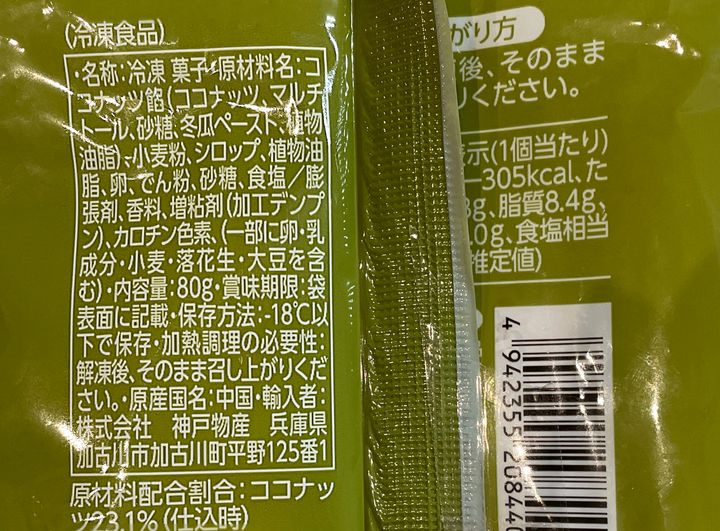 (冷凍食品)
・名称:冷凍 菓子・原材料名:コ
コナッツ餡(ココナッツ、マルチ
トール、砂糖、冬瓜ペースト、植物
油脂)、小麦粉、シロップ、植物油
脂、卵、でん粉、砂糖、食塩/膨
張剤、香料、増粘剤(加工デンプ
ン)、カロチン色素、(一部に卵・乳
成分・小麦・落花生・大豆を含
む)・内容量:80g・賞味期限:袋
表面に記載・保存方法:-18℃以
下で保存・加熱調理の必要性:
解凍後、そのまま召し上がりくだ
さい。・原産国名:中国・輸入者:
株式会社 神戸物産 兵庫県
加古川市加古川町平野125番1
原材料配合割合:ココナッ
ツ23.1%(仕込時)
がり方
後、そのまま
りください。
表示(1個当たり)
ー305kcal、た
8g、脂質8.4g、
.0g、食塩相当
推定値)
4 942355 20844